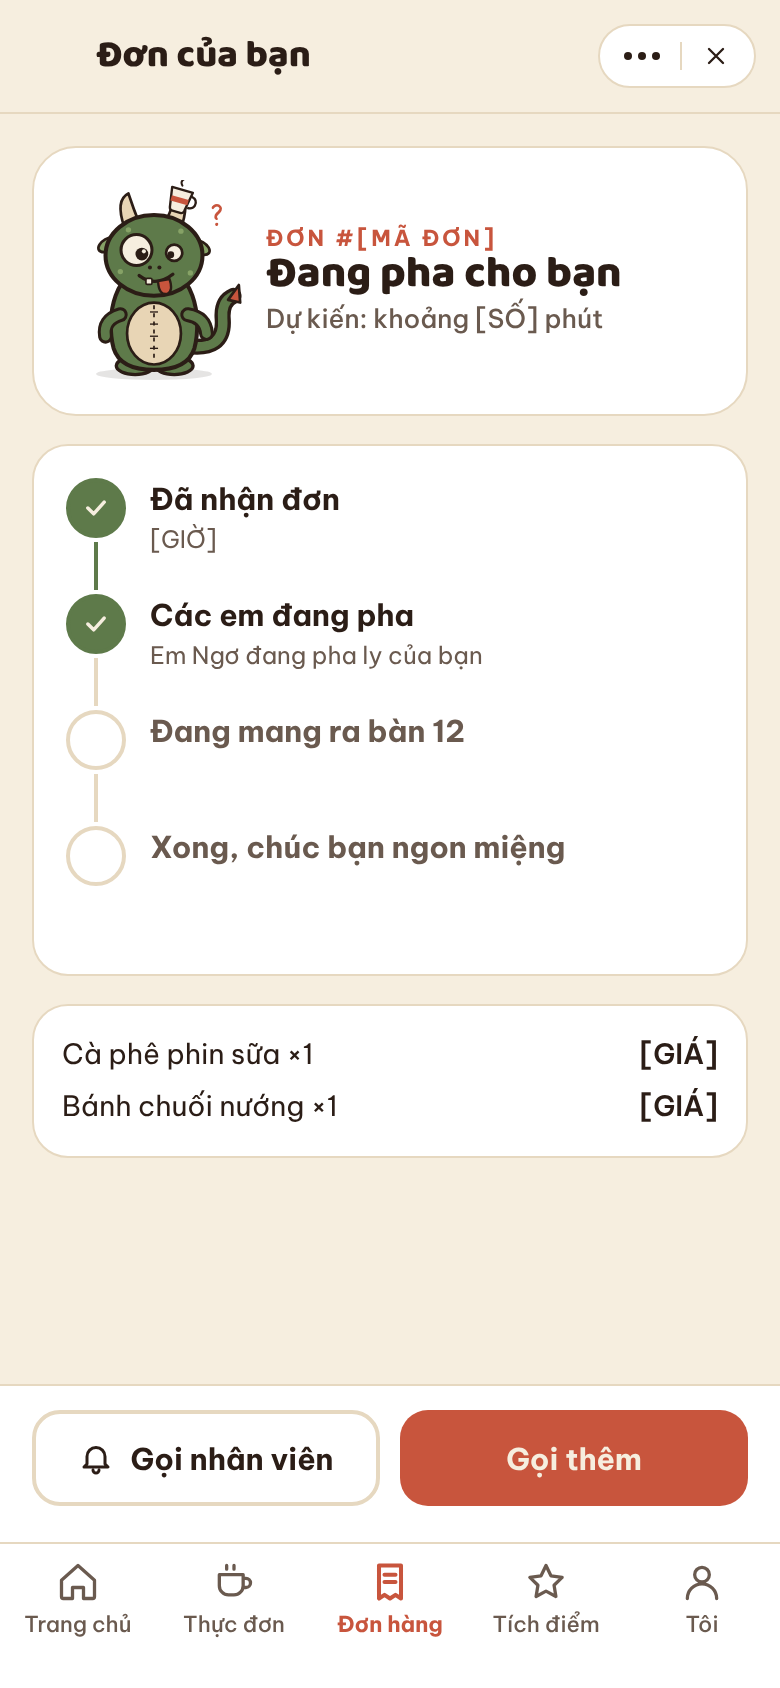 Đơn của bạn
?
ĐƠN #[MÃ ĐƠN]
Đang pha cho bạn
Dự kiến: khoảng [SỐ] phút
Đã nhận đơn
[GIỜ]
Các em đang pha
Em Ngơ đang pha ly của bạn
Đang mang ra bàn 12
Xong, chúc bạn ngon miệng
Cà phê phin sữa ×1 [GIÁ]
Bánh chuối nướng ×1 [GIÁ]
Gọi nhân viên Gọi thêm
Trang chủ Thực đơn Đơn hàng Tích điểm Tôi